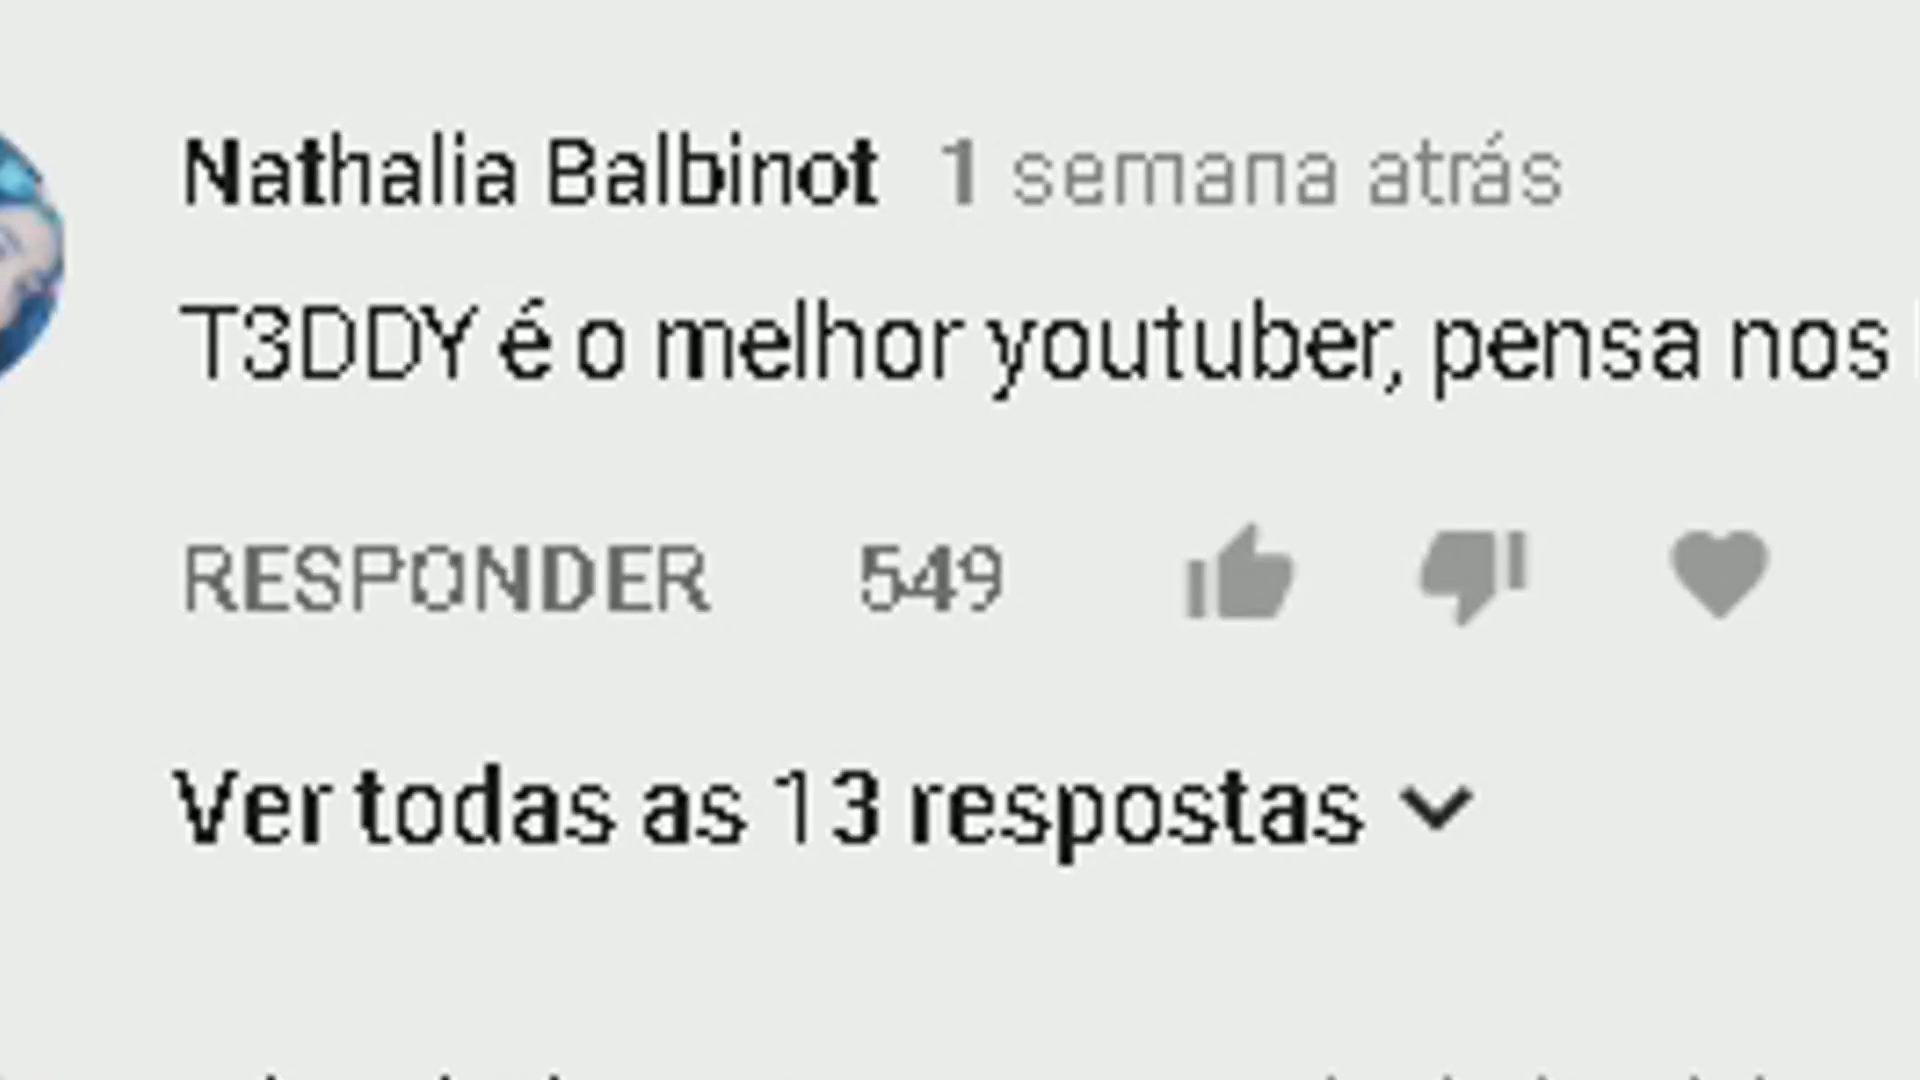 Nathalia Balbinot 1 semana atrás
T3DDY é o melhor youtuber, pensa nos
RESPONDER 549
Ver todas as 13 respostas